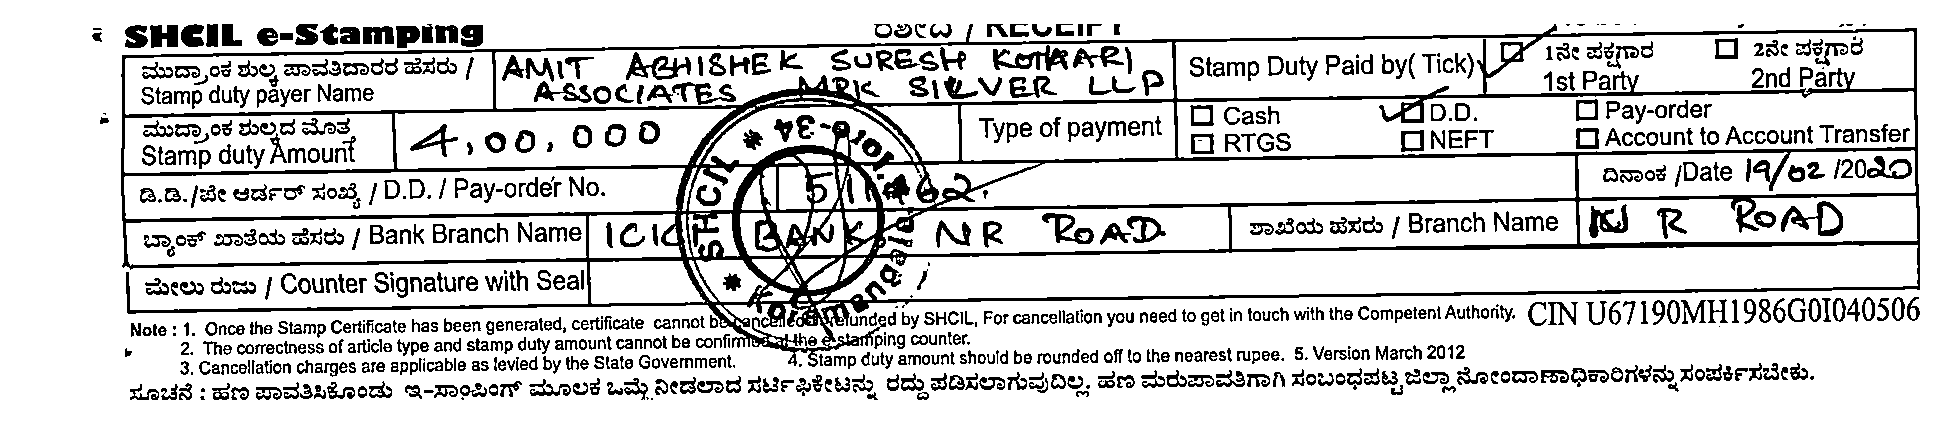 SHCIL e-Stamping ರಶೀದಿ / RECEIPT
ಮುದ್ರಾಂಕ ಶುಲ್ಕ ಪಾವತಿದಾರರ ಹೆಸರು / Stamp duty payer Name AMIT ABHISHEK SURESH KOTHARI ASSOCIATES MRK SILVER LLP
Stamp Duty Paid by( Tick) 1ನೇ ಪಕ್ಷಗಾರ 1st Party 2ನೇ ಪಕ್ಷಗಾರ 2nd Party
ಮುದ್ರಾಂಕ ಶುಲ್ಕದ ಮೊತ್ತ Stamp duty Amount 4,00,000
Type of payment Cash D.D. Pay-order
RTGS NEFT Account to Account Transfer
ಡಿ.ಡಿ./ಪೇ ಆರ್ಡರ್ ಸಂಖ್ಯೆ / D.D. / Pay-order No. ದಿನಾಂಕ /Date 19/02/2020
ಬ್ಯಾಂಕ್ ಖಾತೆಯ ಹೆಸರು / Bank Branch Name ICICI BANK NR ROAD ಶಾಖೆಯ ಹೆಸರು / Branch Name N R ROAD
ಮೇಲು ರುಜು / Counter Signature with Seal
SHCIL Koramangala Bangalore-34
Note : 1. Once the Stamp Certificate has been generated, certificate cannot be cancelled / refunded by SHCIL, For cancellation you need to get in touch with the Competent Authority. CIN U67190MH1986G0I040506
2. The correctness of article type and stamp duty amount cannot be confirmed at the e-stamping counter.
3. Cancellation charges are applicable as levied by the State Government. 4. Stamp duty amount should be rounded off to the nearest rupee. 5. Version March 2012
ಸೂಚನೆ : ಹಣ ಪಾವತಿಸಿಕೊಂಡು ಇ-ಸಾಂಪಿಂಗ್ ಮೂಲಕ ಒಮ್ಮೆ ನೀಡಲಾದ ಸರ್ಟಿಫಿಕೇಟನ್ನು ರದ್ದು ಪಡಿಸಲಾಗುವುದಿಲ್ಲ. ಹಣ ಮರುಪಾವತಿಗಾಗಿ ಸಂಬಂಧಪಟ್ಟ ಜಿಲ್ಲಾ ನೋಂದಾಣಾಧಿಕಾರಿಗಳನ್ನು ಸಂಪರ್ಕಿಸಬೇಕು.